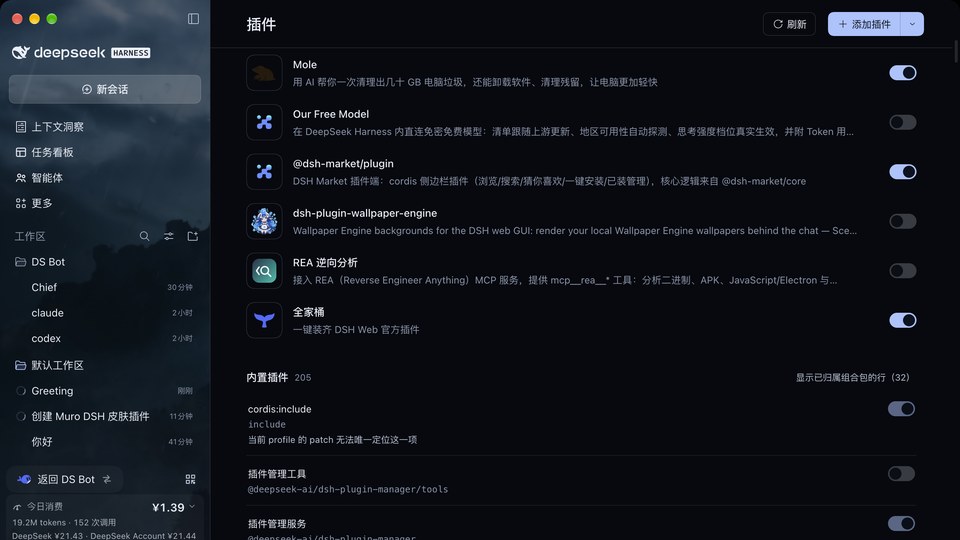 deepseek HARNESS
新会话
上下文洞察
任务看板
智能体
更多
工作区
DS Bot
Chief 30分钟
claude 2小时
codex 2小时
默认工作区
Greeting 刚刚
创建 Muro DSH 皮肤插件 11分钟
你好 41分钟
返回 DS Bot
今日消费 ¥1.39
19.2M tokens · 152 次调用
DeepSeek ¥21.43 · DeepSeek Account ¥21.44
插件
刷新
添加插件
Mole
用 AI 帮你一次清理出几十 GB 电脑垃圾，还能卸载软件、清理残留，让电脑更加轻快
Our Free Model
在 DeepSeek Harness 内直连免密免费模型：清单跟随上游更新、地区可用性自动探测、思考强度档位真实生效，并附 Token 用...
@dsh-market/plugin
DSH Market 插件端：cordis 侧边栏插件（浏览/搜索/猜你喜欢/一键安装/已装管理），核心逻辑来自 @dsh-market/core
dsh-plugin-wallpaper-engine
Wallpaper Engine backgrounds for the DSH web GUI: render your local Wallpaper Engine wallpapers behind the chat — Sce...
REA 逆向分析
接入 REA（Reverse Engineer Anything）MCP 服务，提供 mcp__rea__* 工具：分析二进制、APK、JavaScript/Electron 与...
全家桶
一键装齐 DSH Web 官方插件
内置插件 205
显示已归属组合包的行（32）
cordis:include
include
当前 profile 的 patch 无法唯一定位这一项
插件管理工具
@deepseek-ai/dsh-plugin-manager/tools
插件管理服务
@deepseek-ai/dsh-plugin-manager